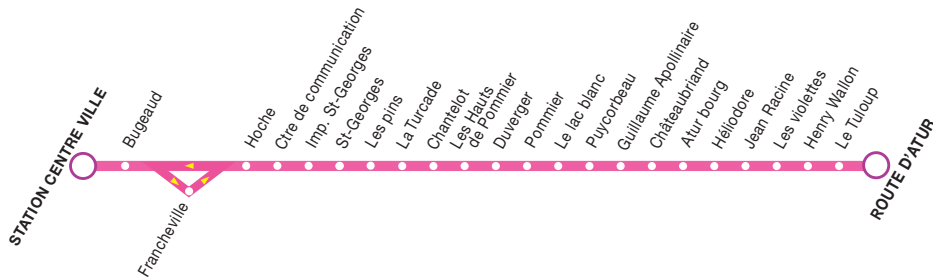 STATION CENTRE VILLE
Bugeaud
Francheville
Hoche
Ctre de communication
Imp. St-Georges
St-Georges
Les pins
La Turcade
Chantelot
Les Hauts
de Pommier
Duverger
Pommier
Le lac blanc
Puycorbeau
Guillaume Apollinaire
Châteaubriand
Atur bourg
Héliodore
Jean Racine
Les violettes
Henry Wallon
Le Tuloup
ROUTE D'ATUR